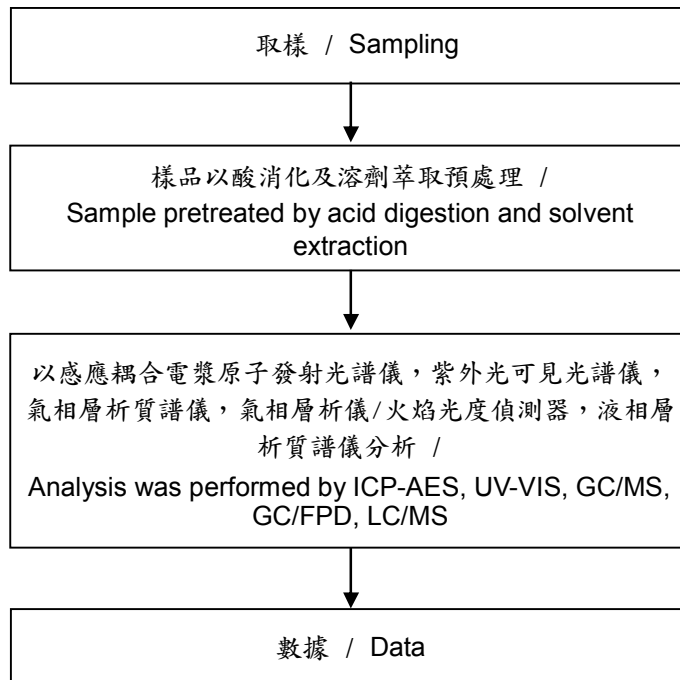 取樣 / Sampling
樣品以酸消化及溶劑萃取預處理 /
Sample pretreated by acid digestion and solvent
extraction
以感應耦合電漿原子發射光譜儀，紫外光可見光譜儀，
氣相層析質譜儀，氣相層析儀/火焰光度偵測器，液相層
析質譜儀分析 /
Analysis was performed by ICP-AES, UV-VIS, GC/MS,
GC/FPD, LC/MS
數據 / Data